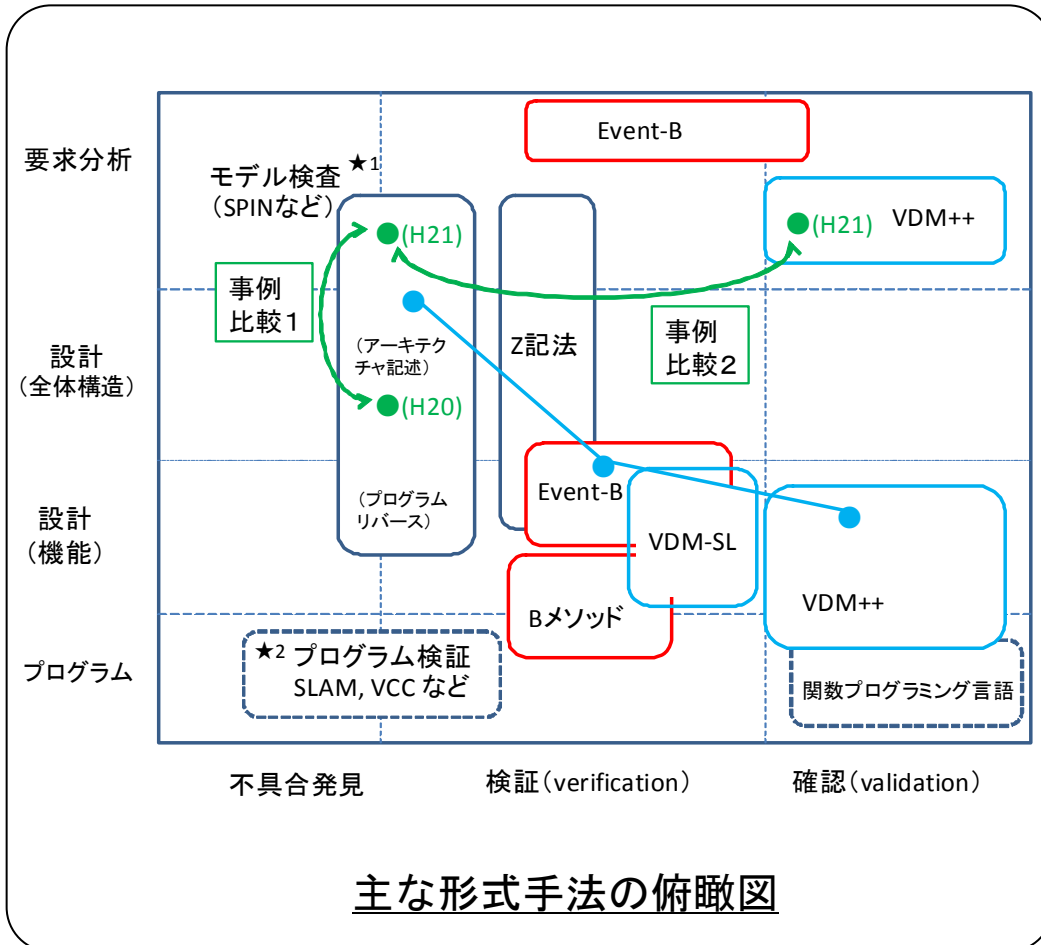 要求分析
Event-B
モデル検査 ★1
(SPINなど)
(H21)
(H21)
VDM++
事例
比較1
事例
比較2
設計
(全体構造)
(アーキテク
チャ記述)
Z記法
(H20)
設計
(機能)
(プログラム
リバース)
Event-B
VDM-SL
VDM++
Bメソッド
プログラム
★2 プログラム検証
SLAM, VCC など
関数プログラミング言語
不具合発見
検証(verification)
確認(validation)
主な形式手法の俯瞰図